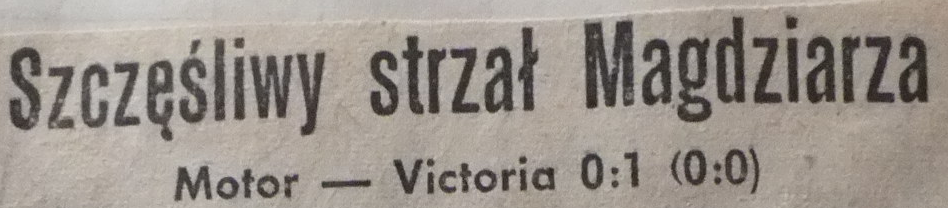 Szczęśliwy strzał Magdziarza
Motor — Victoria 0:1 (0:0)